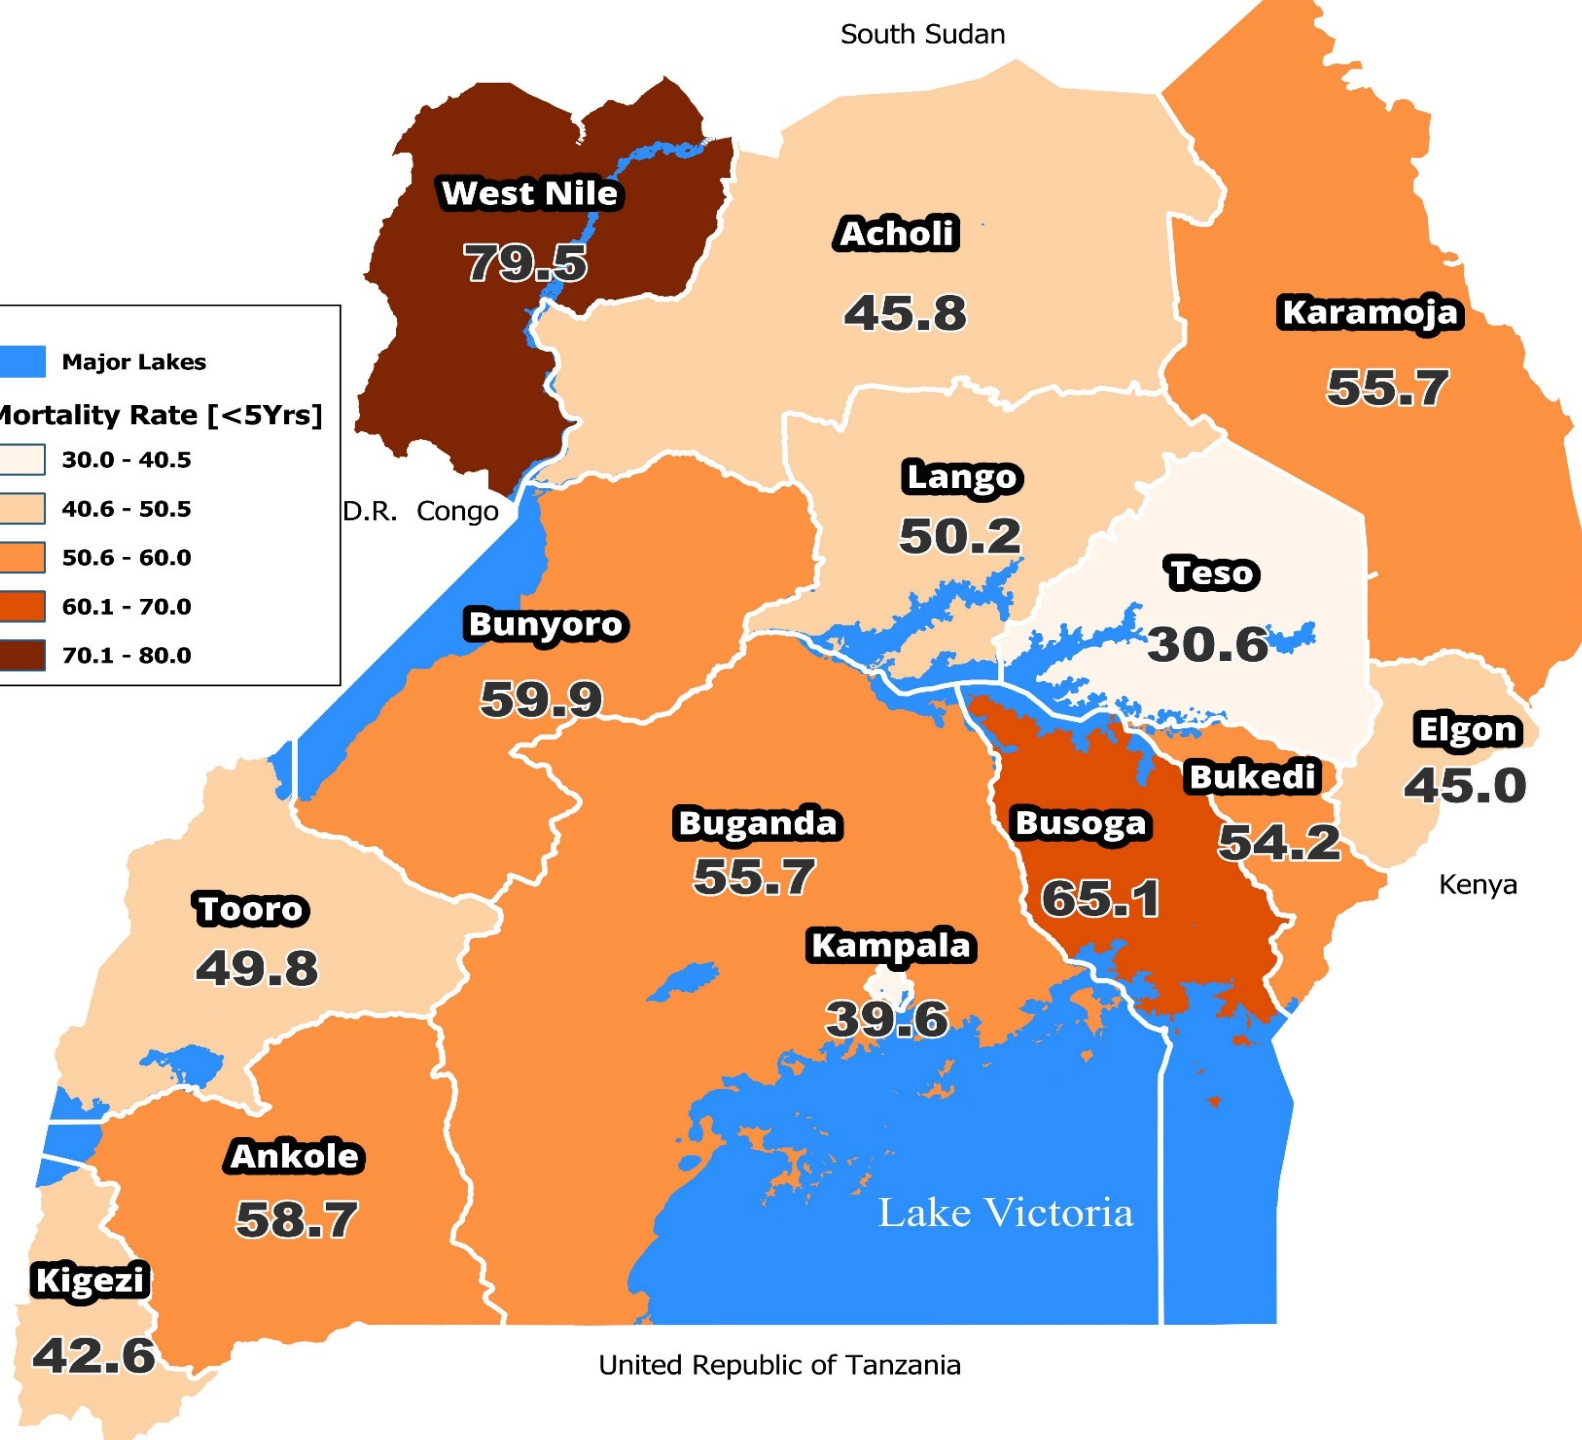 South Sudan
West Nile
79.5
Acholi
45.8
Karamoja
55.7
Major Lakes
Mortality Rate [<5Yrs]
30.0 - 40.5
40.6 - 50.5
50.6 - 60.0
60.1 - 70.0
70.1 - 80.0
D.R. Congo
Lango
50.2
Teso
30.6
Bunyoro
59.9
Elgon
45.0
Bukedi
54.2
Buganda
55.7
Busoga
65.1
Kenya
Tooro
49.8
Kampala
39.6
Ankole
58.7
Lake Victoria
Kigezi
42.6
United Republic of Tanzania